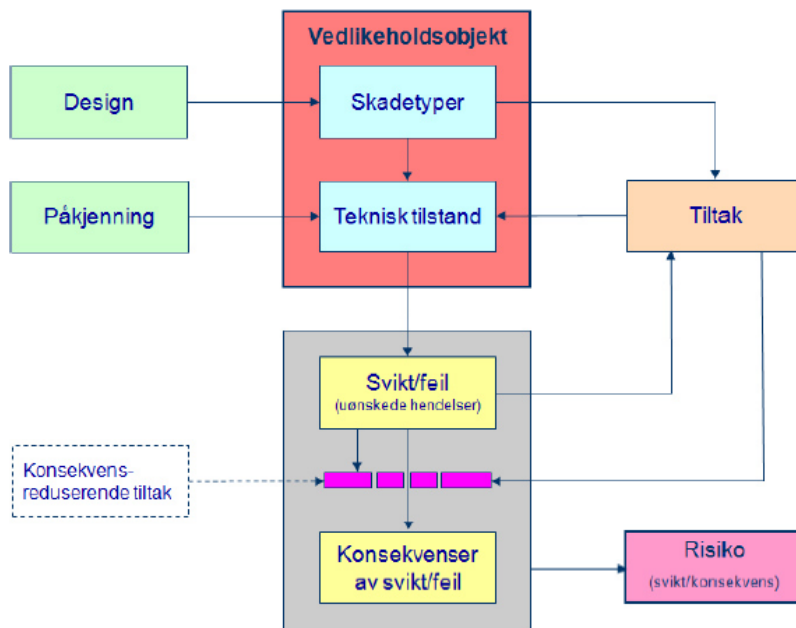 Vedlikeholdsobjekt
Design
Skadetyper
Påkjenning
Teknisk tilstand
Tiltak
Svikt/feil
(uønskede hendelser)
Konsekvens-
reduserende tiltak
Konsekvenser
av svikt/feil
Risiko
(svikt/konsekvens)